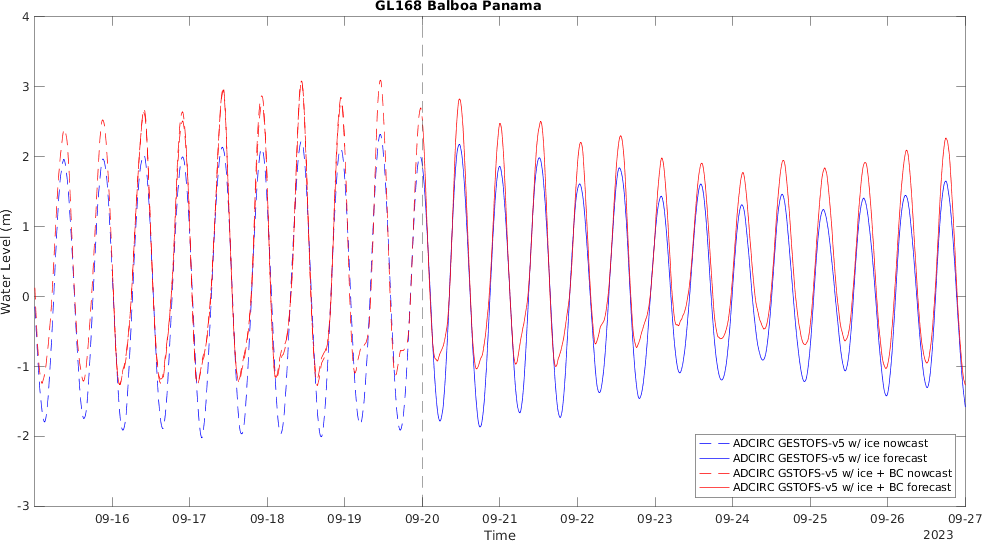 GL168 Balboa Panama
4
3
2
1
0
-1
-2
-3
Water Level (m)
ADCIRC GESTOFS-v5 w/ ice nowcast
ADCIRC GESTOFS-v5 w/ ice forecast
ADCIRC GSTOFS-v5 w/ ice + BC nowcast
ADCIRC GSTOFS-v5 w/ ice + BC forecast
09-16 09-17 09-18 09-19 09-20 09-21 09-22 09-23 09-24 09-25 09-26 09-27
Time
2023